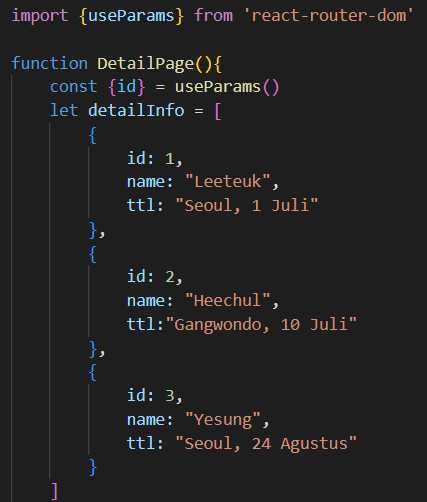 import {useParams} from 'react-router-dom'
function DetailPage(){
const {id} = useParams()
let detailInfo = [
{
id: 1,
name: "Leeteuk",
ttl: "Seoul, 1 Juli"
},
{
id: 2,
name: "Heechul",
ttl:"Gangwondo, 10 Juli"
},
{
id: 3,
name: "Yesung",
ttl: "Seoul, 24 Agustus"
}
]